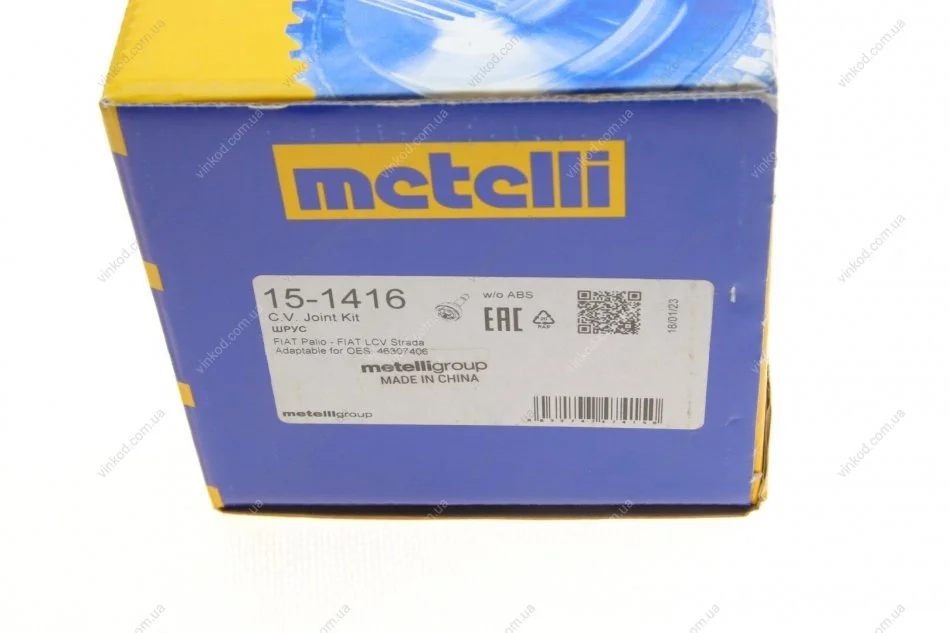 metelli
15-1416
C.V. Joint Kit
ШРУС
FIAT Palio - FIAT LCV Strada
Adaptable for OES: 46307406
w/o ABS
EAC
PAP
18/01/23
metelligroup
MADE IN CHINA
metelligroup
vinkod.com.ua